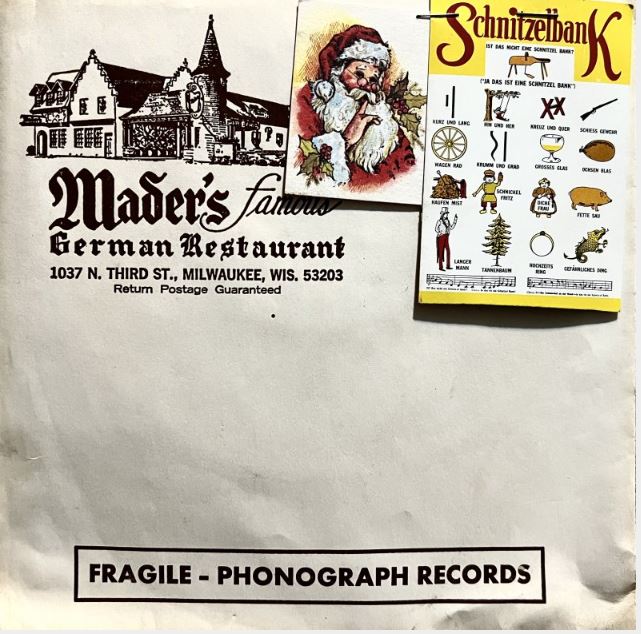 Mader's famous
German Restaurant
1037 N. THIRD ST., MILWAUKEE, WIS. 53203
Return Postage Guaranteed
SchnitzelbanK
IST DAS NICHT EINE SCHNITZEL BANK?
("JA DAS IST EINE SCHNITZEL BANK")
KURZ UND LANG
HIN UND HER
KREUZ UND QUER
SCHIESS GEWEHR
WAGEN RAD
KRUMM UND GRAD
GROSSES GLAS
OCHSEN BLAS
HAUFEN MIST
SCHNICKEL
FRITZ
DICKE
FRAU
FETTE SAU
LANGER
MANN
TANNENBAUM
HOCHZEITS
RING
GEFÄHRLICHES DING
FRAGILE – PHONOGRAPH RECORDS